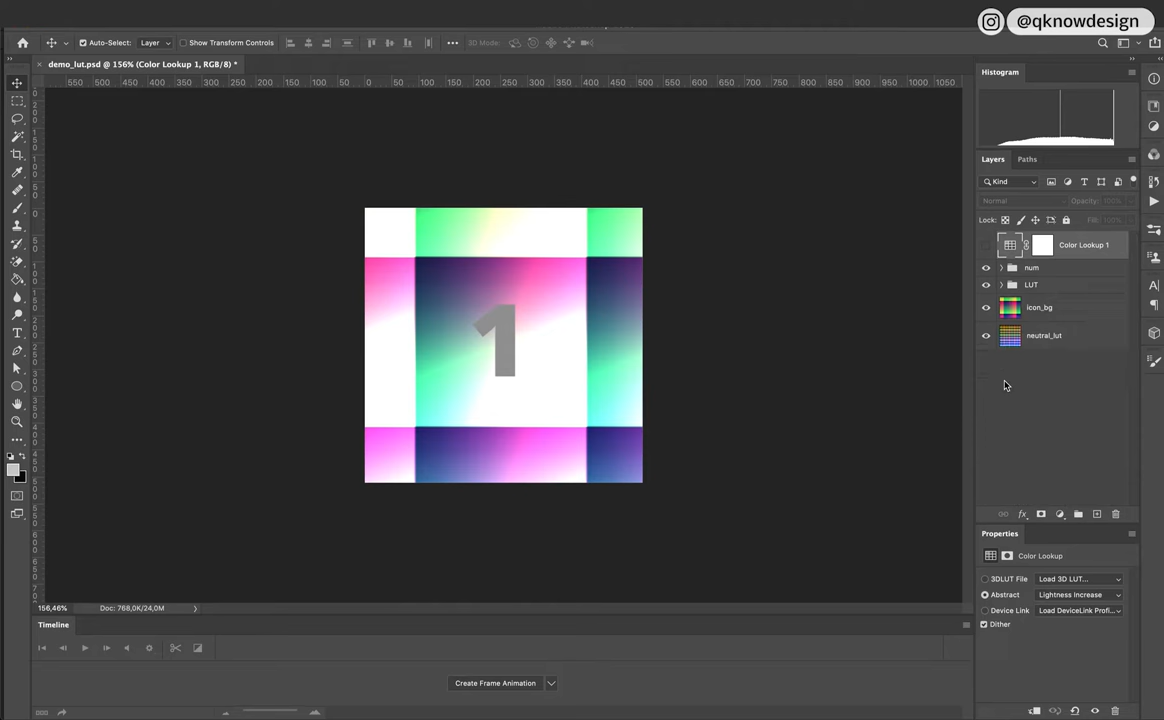 @qknowdesign
Auto-Select: Layer Show Transform Controls 3D Mode:
demo_lut.psd @ 156% (Color Lookup 1, RGB/8) *
550 500 450 400 350 300 250 200 150 100 50 0 50 100 150 200 250 300 350 400 450 500 550 600 650 700 750 800 850 900 950 1000 1050
Histogram
Layers Paths
Kind
Normal Opacity: 100%
Lock: Fill: 100%
Color Lookup 1
num
LUT
icon_bg
neutral_lut
1
Properties
Color Lookup
3DLUT File Load 3D LUT...
Abstract Lightness Increase
Device Link Load DeviceLink Profi...
Dither
156,46% Doc: 768,0K/24,0M
Timeline
Create Frame Animation